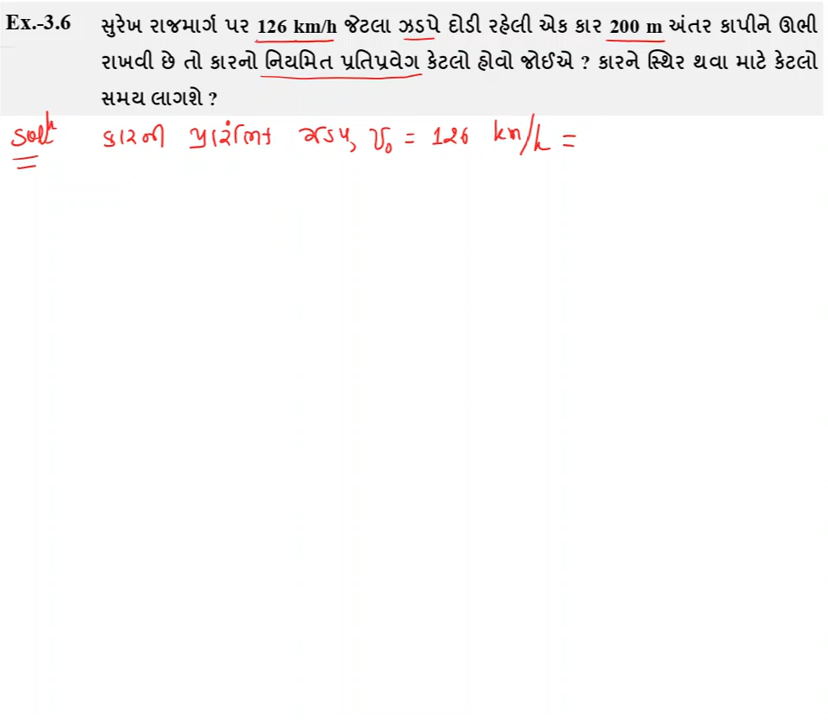 Ex.-3.6 સુરેખ રાજમાર્ગ પર 126 km/h જેટલા ઝડપે દોડી રહેલી એક કાર 200 m અંતર કાપીને ઊભી
રાખવી છે તો કારનો નિયમિત પ્રતિપ્રવેગ કેટલો હોવો જોઈએ ? કારને સ્થિર થવા માટે કેટલો
સમય લાગશે ?
Solⁿ કારની પ્રારંભિક ઝડપ, v₀ = 126 km/h =